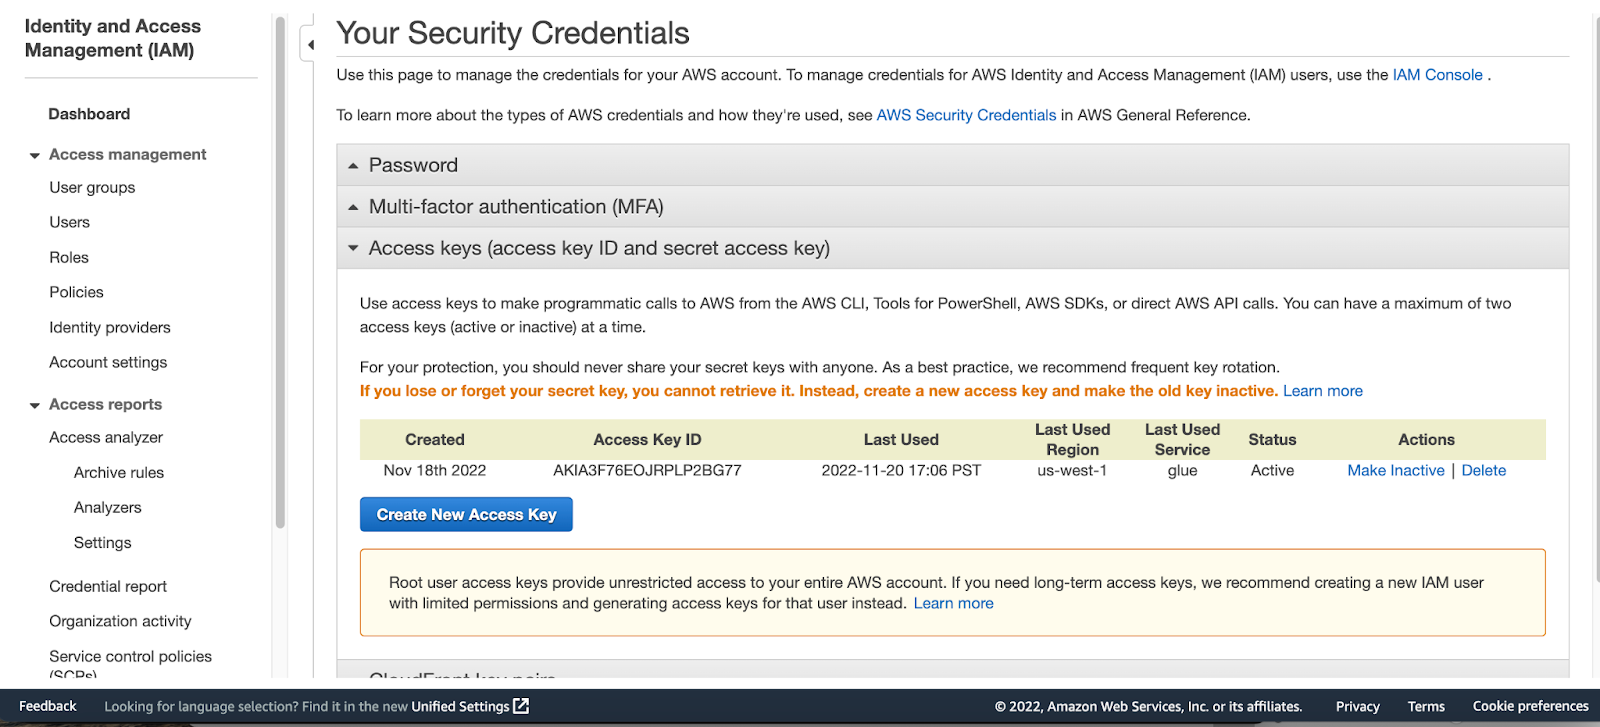 Identity and Access
Management (IAM)
Dashboard
Access management
User groups
Users
Roles
Policies
Identity providers
Account settings
Access reports
Access analyzer
Archive rules
Analyzers
Settings
Credential report
Organization activity
Service control policies
(SCPs)
Your Security Credentials
Use this page to manage the credentials for your AWS account. To manage credentials for AWS Identity and Access Management (IAM) users, use the IAM Console .
To learn more about the types of AWS credentials and how they're used, see AWS Security Credentials in AWS General Reference.
Password
Multi-factor authentication (MFA)
Access keys (access key ID and secret access key)
Use access keys to make programmatic calls to AWS from the AWS CLI, Tools for PowerShell, AWS SDKs, or direct AWS API calls. You can have a maximum of two
access keys (active or inactive) at a time.
For your protection, you should never share your secret keys with anyone. As a best practice, we recommend frequent key rotation.
If you lose or forget your secret key, you cannot retrieve it. Instead, create a new access key and make the old key inactive. Learn more
Created Access Key ID Last Used Last Used Region Last Used Service Status Actions
Nov 18th 2022 AKIA3F76EOJRPLP2BG77 2022-11-20 17:06 PST us-west-1 glue Active Make Inactive | Delete
Create New Access Key
Root user access keys provide unrestricted access to your entire AWS account. If you need long-term access keys, we recommend creating a new IAM user
with limited permissions and generating access keys for that user instead. Learn more
CloudFront key pairs
Feedback Looking for language selection? Find it in the new Unified Settings © 2022, Amazon Web Services, Inc. or its affiliates. Privacy Terms Cookie preferences